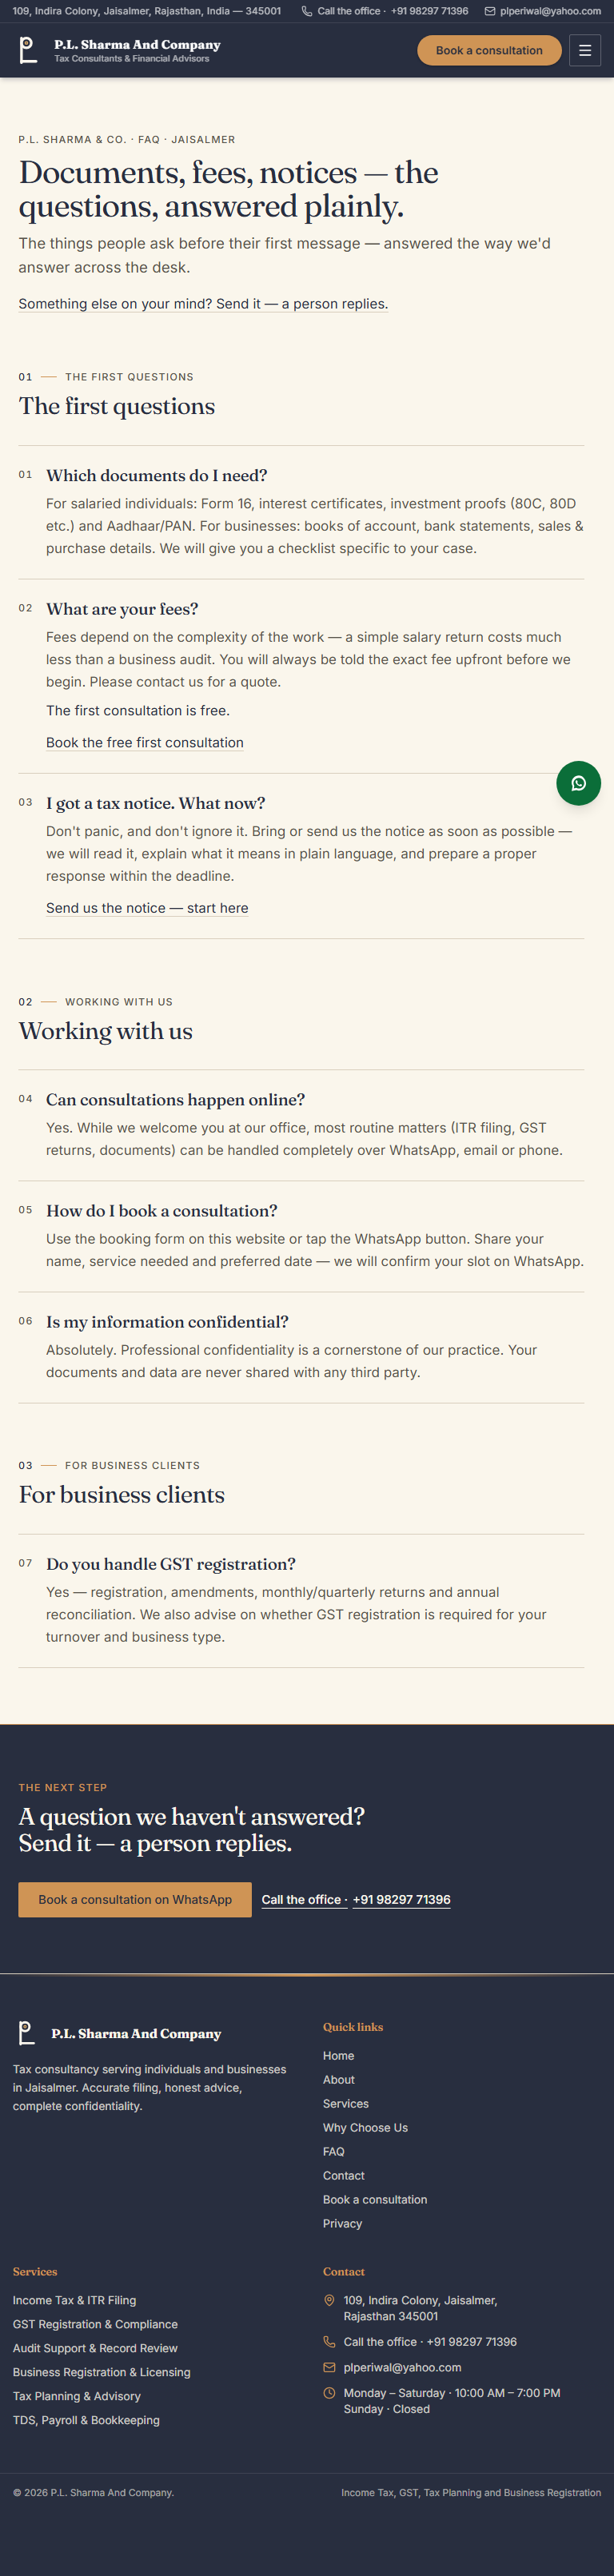 109, Indira Colony, Jaisalmer, Rajasthan, India — 345001
Call the office · +91 98297 71396
plperiwal@yahoo.com
P.L. Sharma And Company
Tax Consultants & Financial Advisors
Book a consultation
P.L. SHARMA & CO. · FAQ · JAISALMER
Documents, fees, notices — the
questions, answered plainly.
The things people ask before their first message — answered the way we'd
answer across the desk.
Something else on your mind? Send it — a person replies.
01 — THE FIRST QUESTIONS
The first questions
01 Which documents do I need?
For salaried individuals: Form 16, interest certificates, investment proofs (80C, 80D
etc.) and Aadhaar/PAN. For businesses: books of account, bank statements, sales &
purchase details. We will give you a checklist specific to your case.
02 What are your fees?
Fees depend on the complexity of the work — a simple salary return costs much
less than a business audit. You will always be told the exact fee upfront before we
begin. Please contact us for a quote.
The first consultation is free.
Book the free first consultation
03 I got a tax notice. What now?
Don't panic, and don't ignore it. Bring or send us the notice as soon as possible —
we will read it, explain what it means in plain language, and prepare a proper
response within the deadline.
Send us the notice — start here
02 — WORKING WITH US
Working with us
04 Can consultations happen online?
Yes. While we welcome you at our office, most routine matters (ITR filing, GST
returns, documents) can be handled completely over WhatsApp, email or phone.
05 How do I book a consultation?
Use the booking form on this website or tap the WhatsApp button. Share your
name, service needed and preferred date — we will confirm your slot on WhatsApp.
06 Is my information confidential?
Absolutely. Professional confidentiality is a cornerstone of our practice. Your
documents and data are never shared with any third party.
03 — FOR BUSINESS CLIENTS
For business clients
07 Do you handle GST registration?
Yes — registration, amendments, monthly/quarterly returns and annual
reconciliation. We also advise on whether GST registration is required for your
turnover and business type.
THE NEXT STEP
A question we haven't answered?
Send it — a person replies.
Book a consultation on WhatsApp
Call the office · +91 98297 71396
P.L. Sharma And Company
Tax consultancy serving individuals and businesses
in Jaisalmer. Accurate filing, honest advice,
complete confidentiality.
Quick links
Home
About
Services
Why Choose Us
FAQ
Contact
Book a consultation
Privacy
Services
Income Tax & ITR Filing
GST Registration & Compliance
Audit Support & Record Review
Business Registration & Licensing
Tax Planning & Advisory
TDS, Payroll & Bookkeeping
Contact
109, Indira Colony, Jaisalmer,
Rajasthan 345001
Call the office · +91 98297 71396
plperiwal@yahoo.com
Monday – Saturday · 10:00 AM – 7:00 PM
Sunday · Closed
© 2026 P.L. Sharma And Company.
Income Tax, GST, Tax Planning and Business Registration